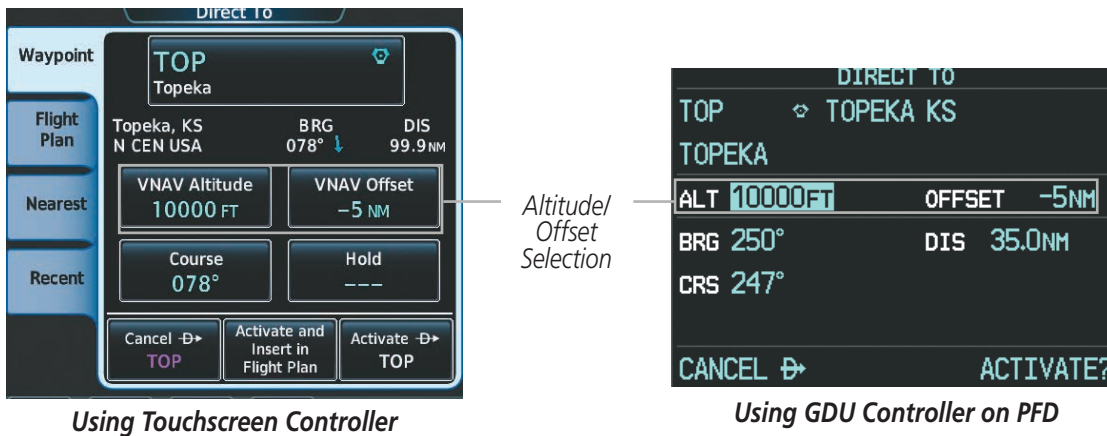 Direct To
Waypoint
Flight
Plan
Nearest
Recent
TOP
Topeka
Topeka, KS
N CEN USA
BRG
078°
DIS
99.9NM
VNAV Altitude
10000 FT
VNAV Offset
-5 NM
Course
078°
Hold
---
Cancel
TOP
Activate and
Insert in
Flight Plan
Activate
TOP
Using Touchscreen Controller
Altitude/
Offset
Selection
DIRECT TO
TOP TOPEKA KS
TOPEKA
ALT 10000FT OFFSET -5NM
BRG 250° DIS 35.0NM
CRS 247°
CANCEL ACTIVATE?
Using GDU Controller on PFD